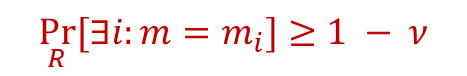 Pr[∃i: m = mᵢ] ≥ 1 − ν
R